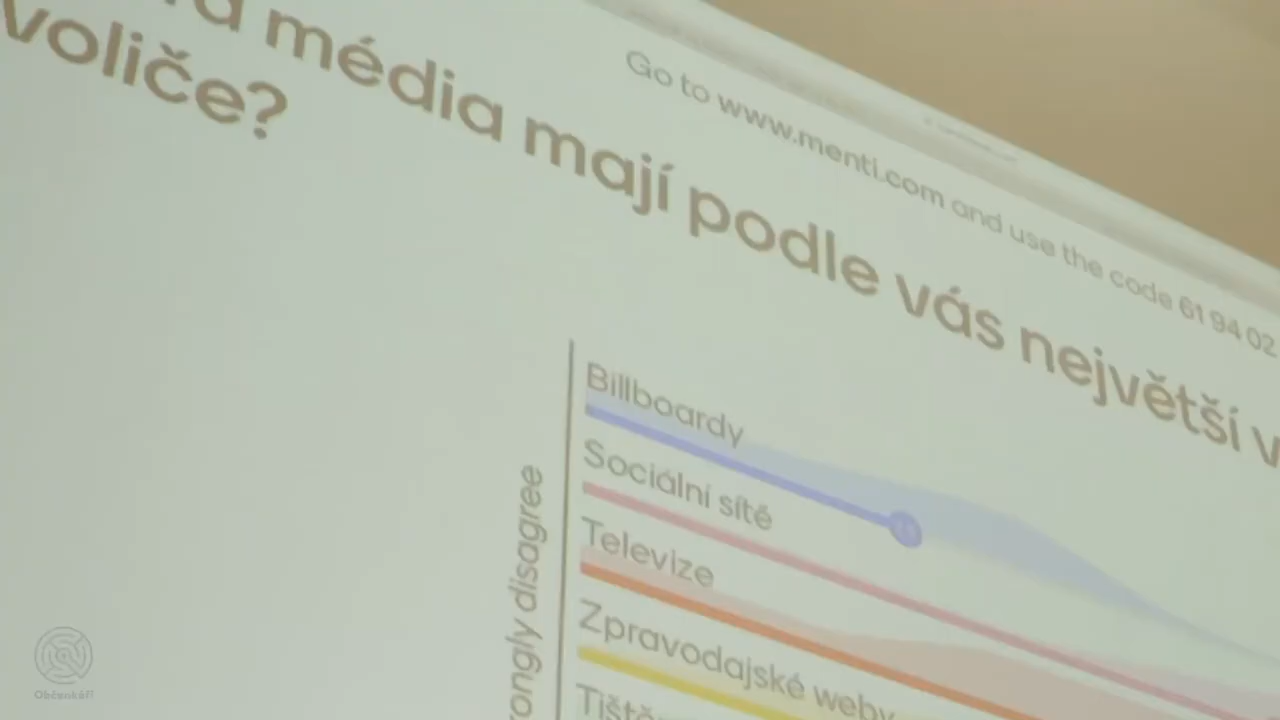 Go to www.menti.com and use the code 61 94 02
média mají podle vás největší
voliče?
Billboardy
Sociální sítě
Televize
Zpravodajské weby
strongly disagree
Občankáři